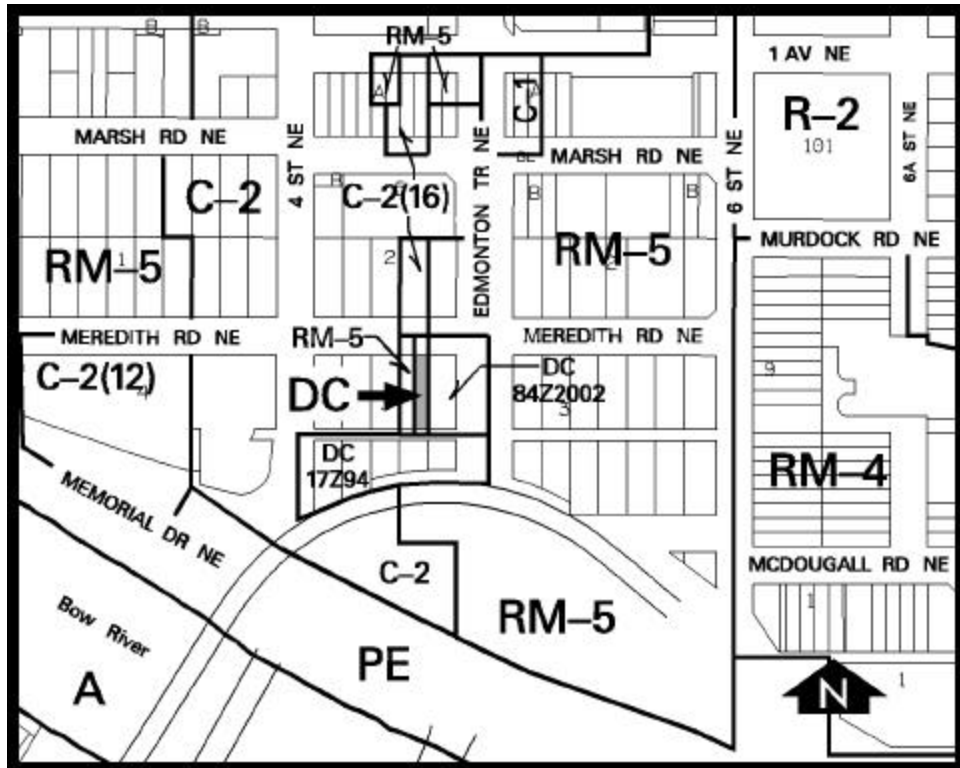 B
B
RM-5
1 AV NE
A
C-1
A
R-2
101
MARSH RD NE
4 ST NE
EDMONTON TR NE
BL
MARSH RD NE
6 ST NE
6A ST NE
B
C-2
C-2(16)
B
B
RM-5
1
2
RM-5
2
MURDOCK RD NE
MEREDITH RD NE
RM-5
MEREDITH RD NE
C-2(12)
4
DC
DC
84Z2002
3
9
DC
17Z94
RM-4
MEMORIAL DR NE
C-2
MCDOUGALL RD NE
Bow River
RM-5
1
PE
A
N
1